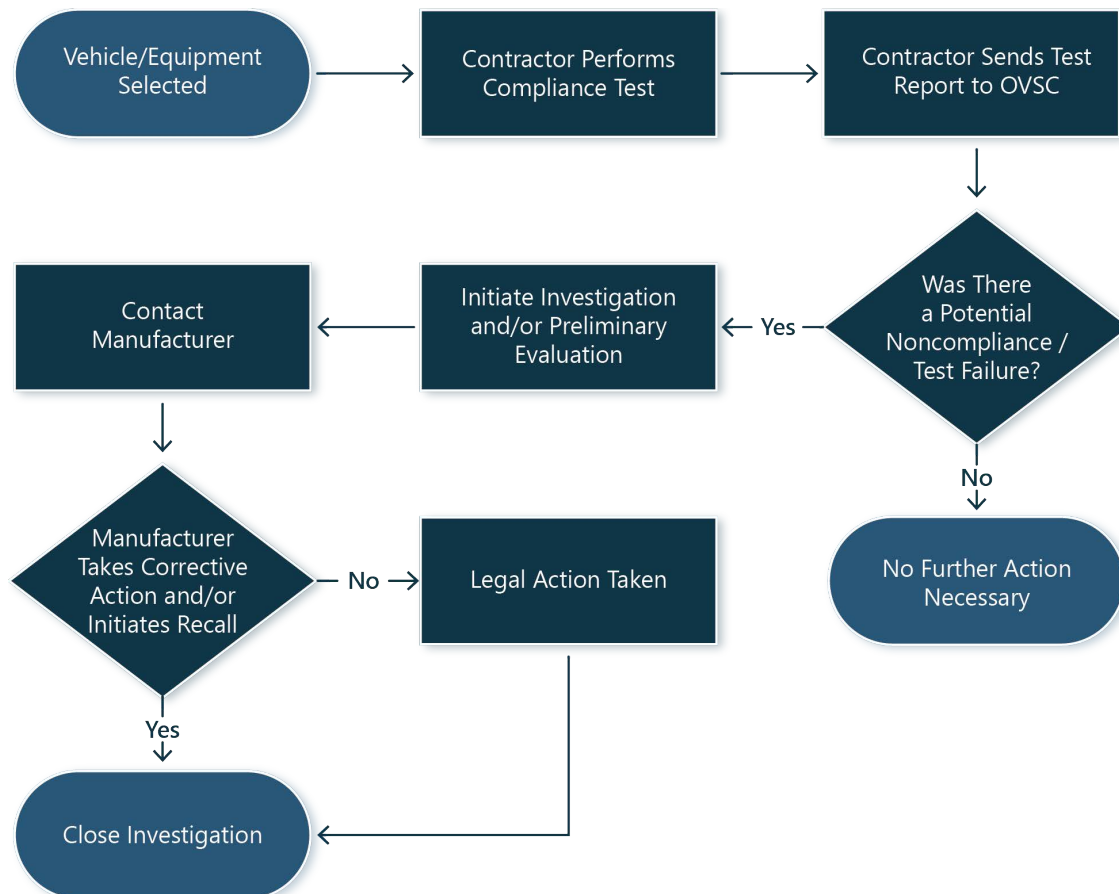 Vehicle/Equipment
Selected
Contractor Performs
Compliance Test
Contractor Sends Test
Report to OVSC
Was There
a Potential
Noncompliance /
Test Failure?
Yes
Initiate Investigation
and/or Preliminary
Evaluation
Contact
Manufacturer
No
No Further Action
Necessary
Manufacturer
Takes Corrective
Action and/or
Initiates Recall
No
Legal Action Taken
Yes
Close Investigation